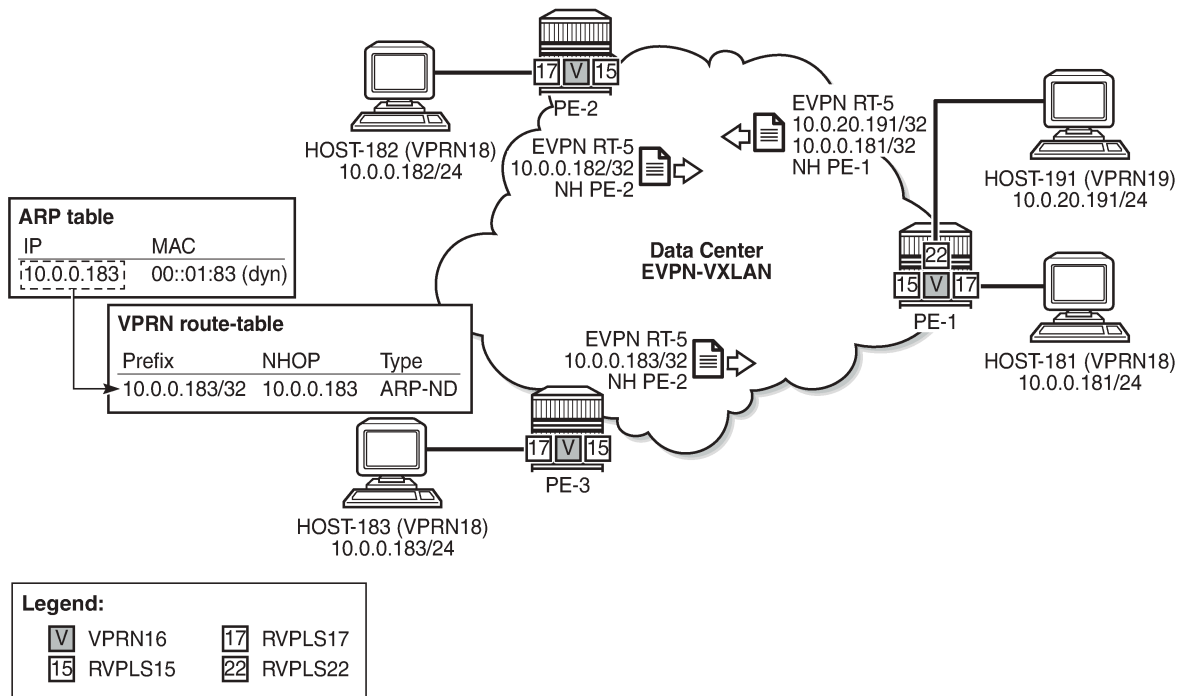 17
V
15
PE-2
HOST-182 (VPRN18)
10.0.0.182/24
EVPN RT-5
10.0.0.182/32
NH PE-2
EVPN RT-5
10.0.20.191/32
10.0.0.181/32
NH PE-1
HOST-191 (VPRN19)
10.0.20.191/24
ARP table
IP MAC
10.0.0.183 00::01:83 (dyn)
Data Center
EVPN-VXLAN
22
15
V
17
PE-1
VPRN route-table
Prefix NHOP Type
10.0.0.183/32 10.0.0.183 ARP-ND
EVPN RT-5
10.0.0.183/32
NH PE-2
HOST-181 (VPRN18)
10.0.0.181/24
17
V
15
PE-3
HOST-183 (VPRN18)
10.0.0.183/24
Legend:
V VPRN16
17 RVPLS17
15 RVPLS15
22 RVPLS22